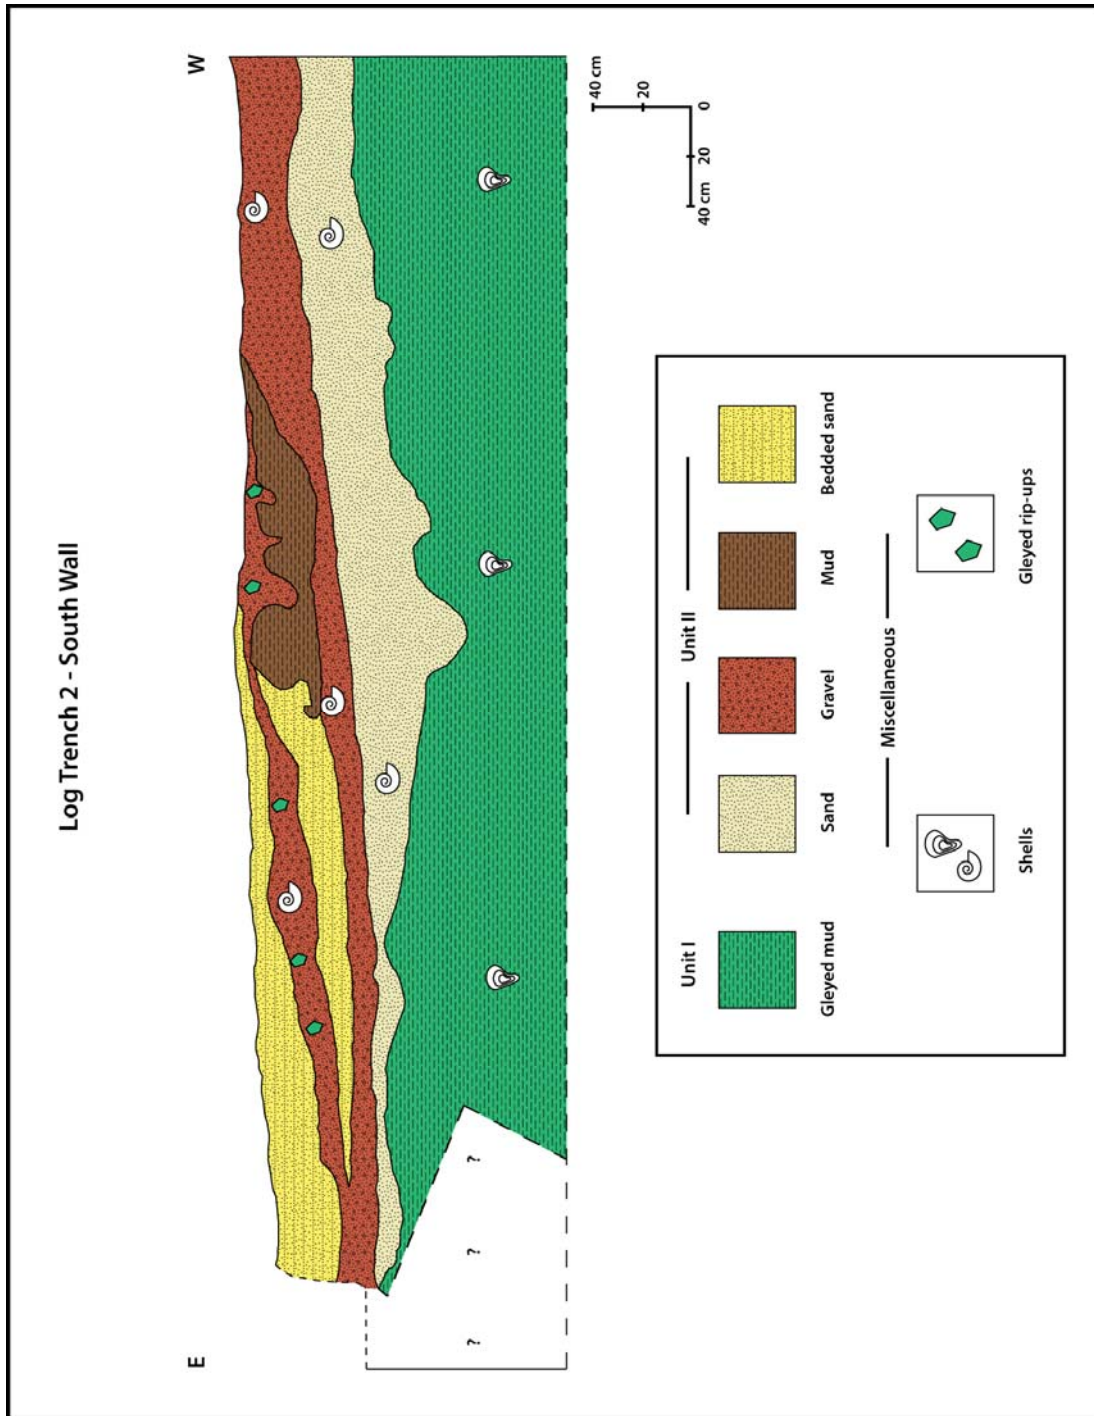 Log Trench 2 - South Wall
E
W
?
?
?
40 cm
20
0
20
40 cm
Unit I
Unit II
Gleyed mud
Sand
Gravel
Mud
Bedded sand
Miscellaneous
Shells
Gleyed rip-ups